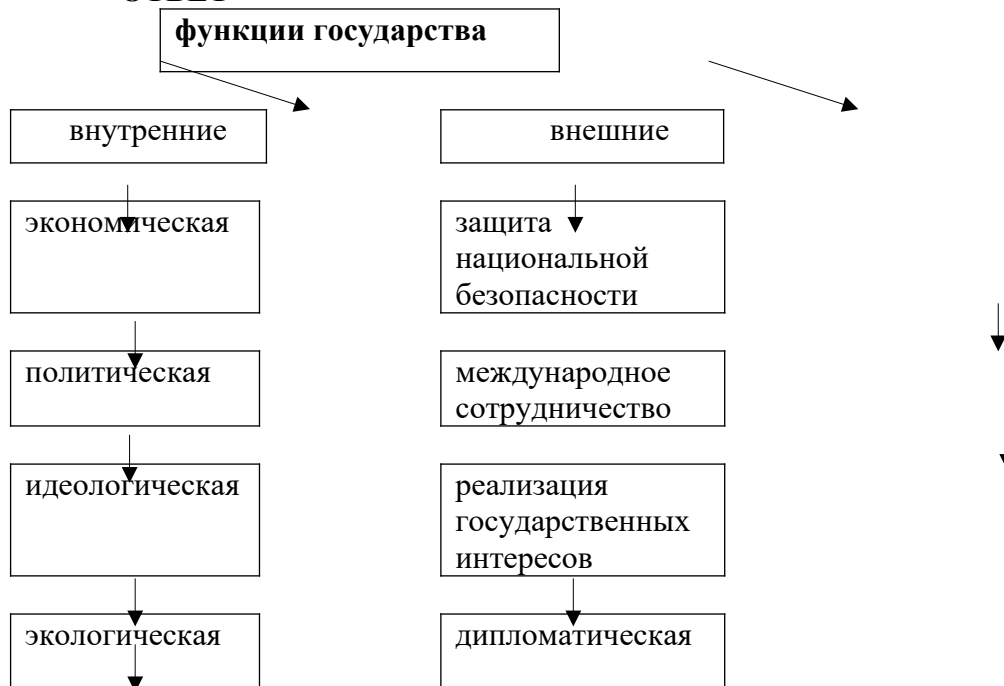 функции государства
внутренние
внешние
экономическая
защита
национальной
безопасности
политическая
международное
сотрудничество
идеологическая
реализация
государственных
интересов
экологическая
дипломатическая